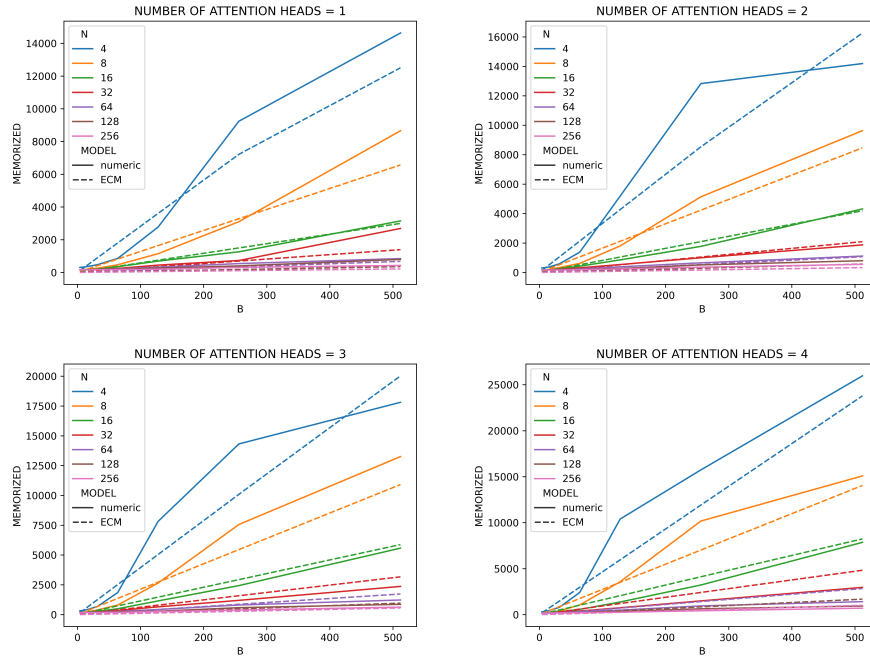 NUMBER OF ATTENTION HEADS = 1
14000
12000
10000
8000
6000
4000
2000
0
MEMORIZED
N
4
8
16
32
64
128
256
MODEL
numeric
ECM
0 100 200 300 400 500
B
NUMBER OF ATTENTION HEADS = 2
16000
14000
12000
10000
8000
6000
4000
2000
0
MEMORIZED
N
4
8
16
32
64
128
256
MODEL
numeric
ECM
0 100 200 300 400 500
B
NUMBER OF ATTENTION HEADS = 3
20000
17500
15000
12500
10000
7500
5000
2500
0
MEMORIZED
N
4
8
16
32
64
128
256
MODEL
numeric
ECM
0 100 200 300 400 500
B
NUMBER OF ATTENTION HEADS = 4
25000
20000
15000
10000
5000
0
MEMORIZED
N
4
8
16
32
64
128
256
MODEL
numeric
ECM
0 100 200 300 400 500
B